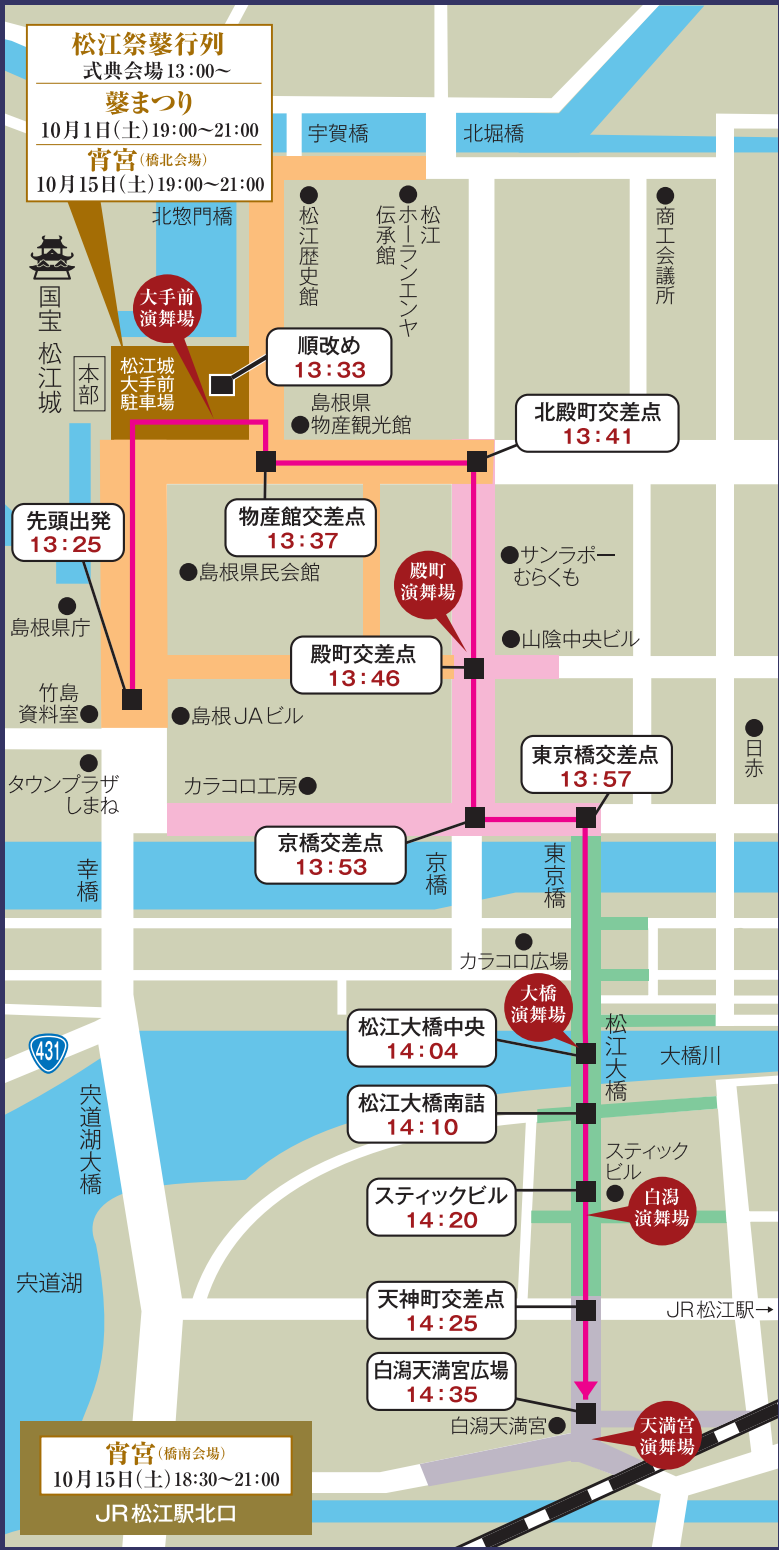 松江祭鼕行列
式典会場13:00〜
鼕まつり
10月1日(土)19:00〜21:00
宵宮(橋北会場)
10月15日(土)19:00〜21:00
宇賀橋
北堀橋
北惣門橋
松江歴史館
松江
ホーランエンヤ
伝承館
商工会議所
国宝 松江城
大手前
演舞場
本部
松江城
大手前
駐車場
順改め
13:33
島根県
物産観光館
北殿町交差点
13:41
先頭出発
13:25
物産館交差点
13:37
島根県民会館
殿町
演舞場
サンラポー
むらくも
島根県庁
山陰中央ビル
殿町交差点
13:46
竹島
資料室
島根JAビル
日赤
タウンプラザ
しまね
カラコロ工房
東京橋交差点
13:57
京橋交差点
13:53
幸橋
京橋
東京橋
カラコロ広場
大橋
演舞場
松江大橋
大橋川
松江大橋中央
14:04
431
宍道湖大橋
松江大橋南詰
14:10
スティック
ビル
スティックビル
14:20
白潟
演舞場
宍道湖
天神町交差点
14:25
JR松江駅→
白潟天満宮広場
14:35
白潟天満宮
天満宮
演舞場
宵宮(橋南会場)
10月15日(土)18:30〜21:00
JR松江駅北口